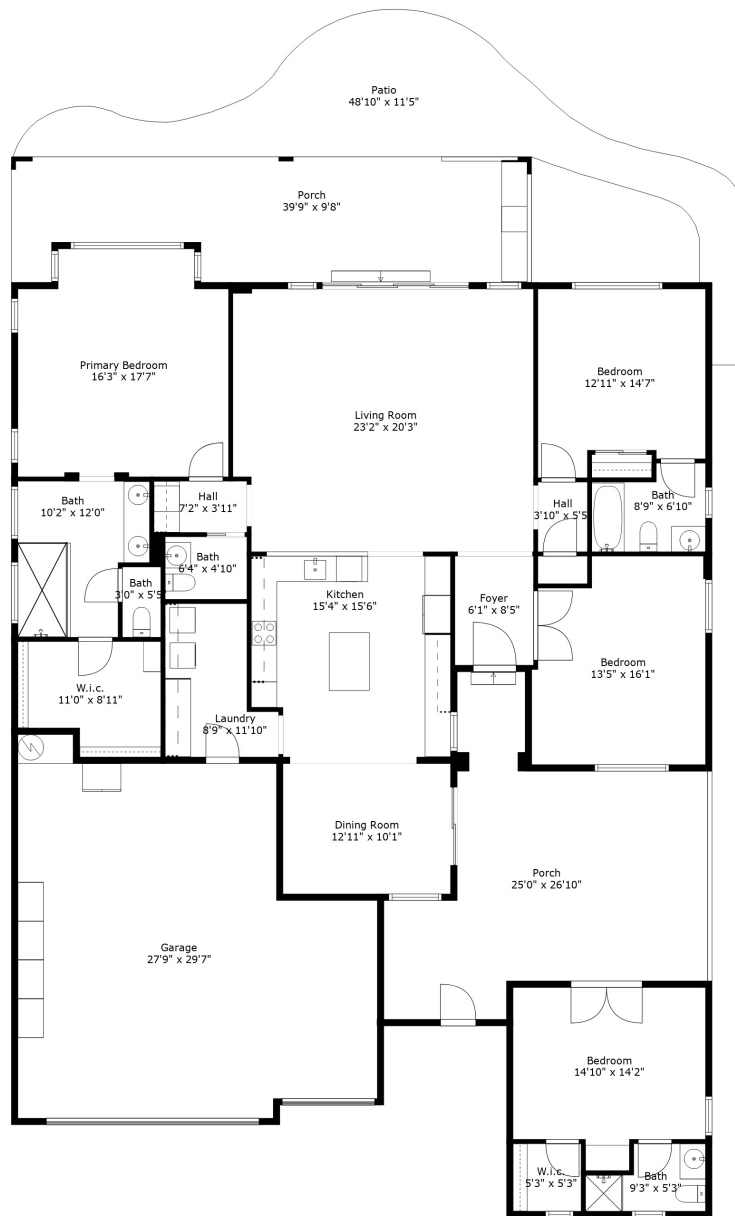 Patio
48'10" x 11'5"
Porch
39'9" x 9'8"
Primary Bedroom
16'3" x 17'7"
Living Room
23'2" x 20'3"
Bedroom
12'11" x 14'7"
Bath
10'2" x 12'0"
Hall
7'2" x 3'11"
Hall
3'10" x 5'5"
Bath
8'9" x 6'10"
Bath
6'4" x 4'10"
Bath
3'0" x 5'5"
Kitchen
15'4" x 15'6"
Foyer
6'1" x 8'5"
Bedroom
13'5" x 16'1"
W.i.c.
11'0" x 8'11"
Laundry
8'9" x 11'10"
Dining Room
12'11" x 10'1"
Porch
25'0" x 26'10"
Garage
27'9" x 29'7"
Bedroom
14'10" x 14'2"
W.i.c.
5'3" x 5'3"
Bath
9'3" x 5'3"